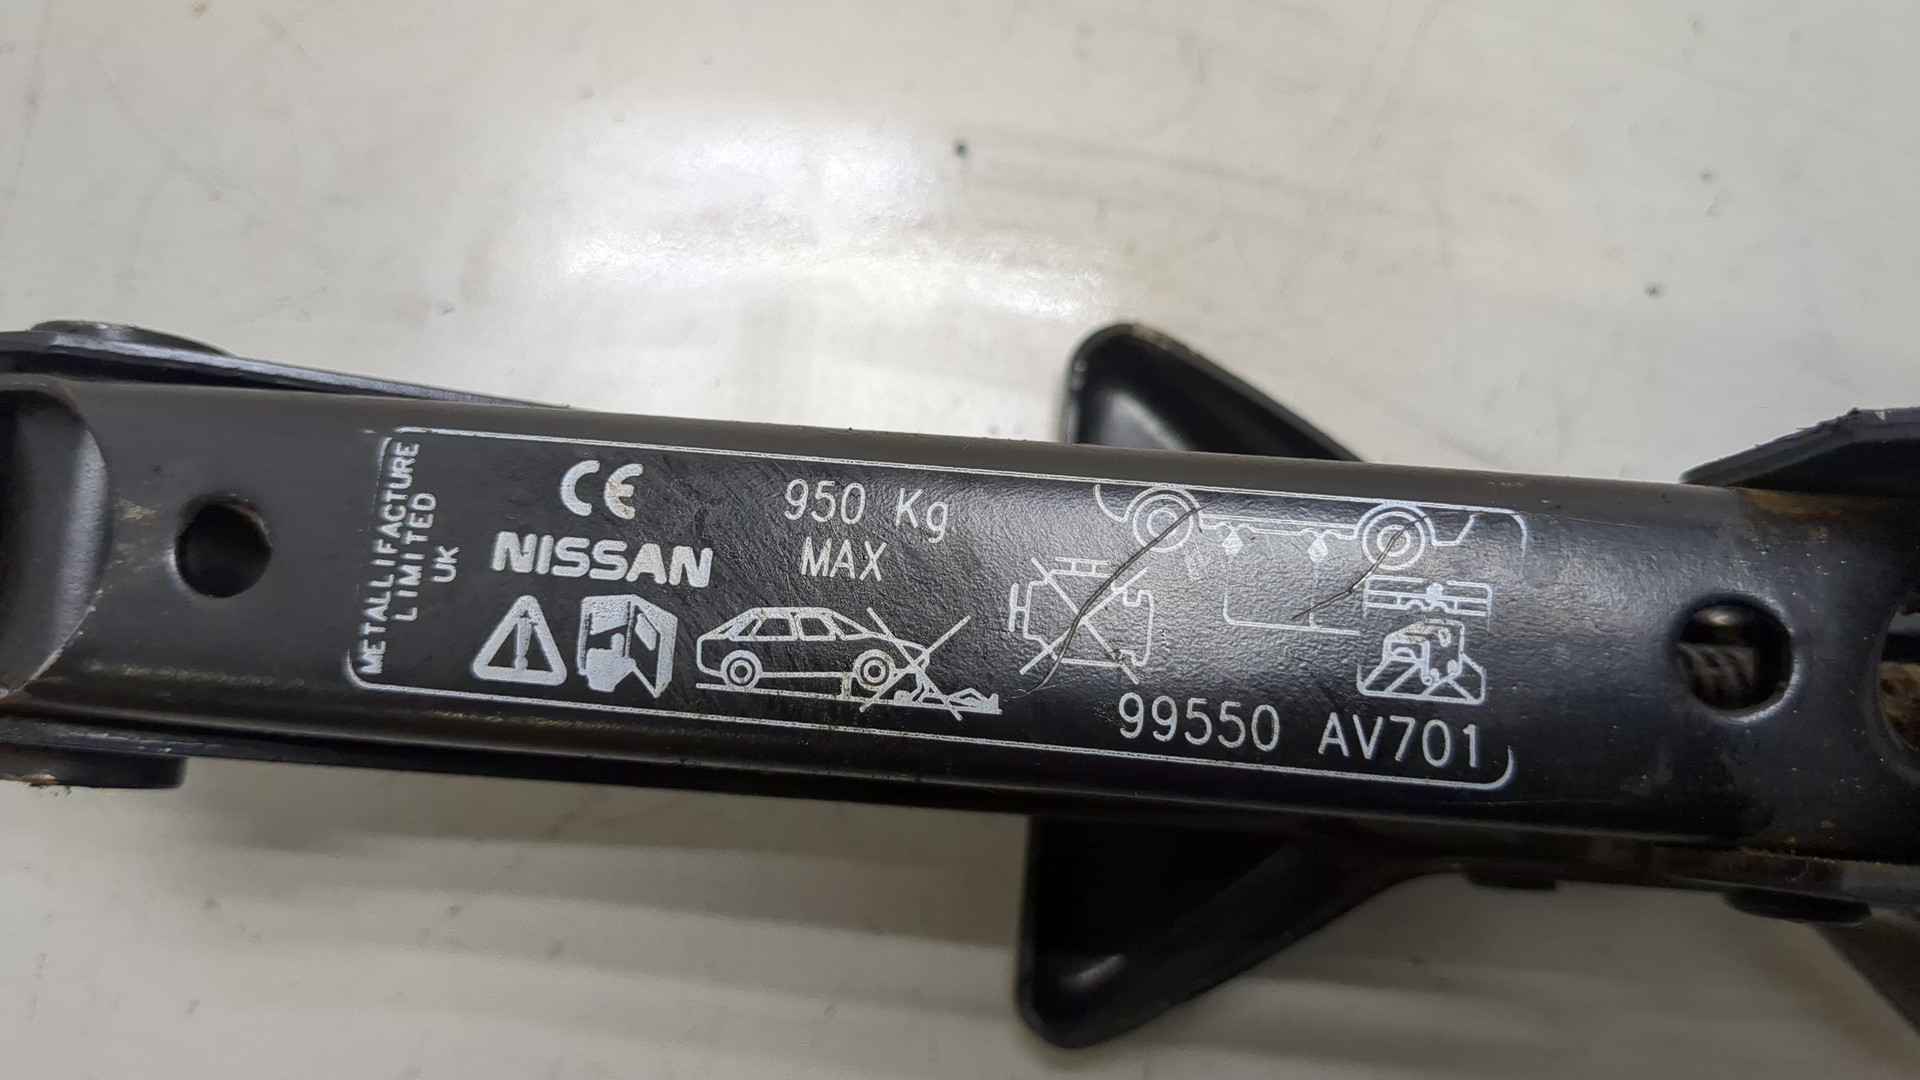 METALLIFACTURE
LIMITED
UK
CE
NISSAN
950 Kg
MAX
99550 AV701